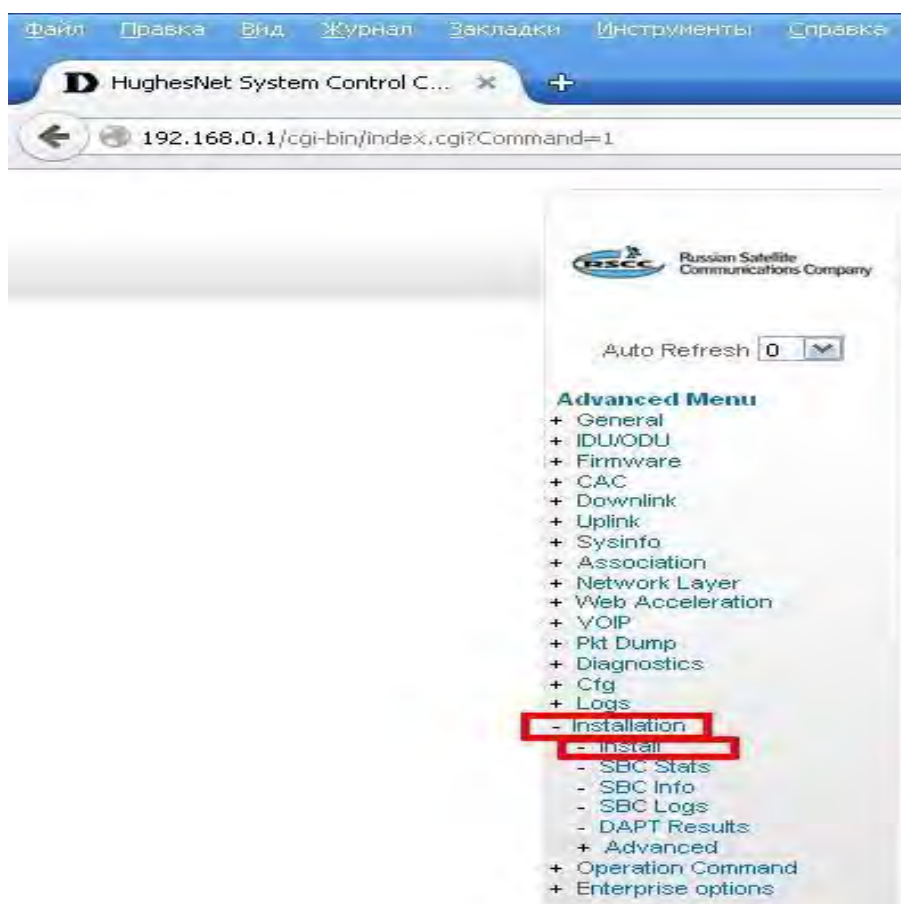 Файл Правка Вид Журнал Закладки Инструменты Справка
HughesNet System Control C...
192.168.0.1/cgi-bin/index.cgi?Command=1
RSCC Russian Satellite
Communications Company
Auto Refresh 0
Advanced Menu
+ General
+ IDU/ODU
+ Firmware
+ CAC
+ Downlink
+ Uplink
+ Sysinfo
+ Association
+ Network Layer
+ Web Acceleration
+ VOIP
+ Pkt Dump
+ Diagnostics
+ Cfg
+ Logs
- Installation
- Install
- SBC Stats
- SBC Info
- SBC Logs
- DAPT Results
+ Advanced
+ Operation Command
+ Enterprise options